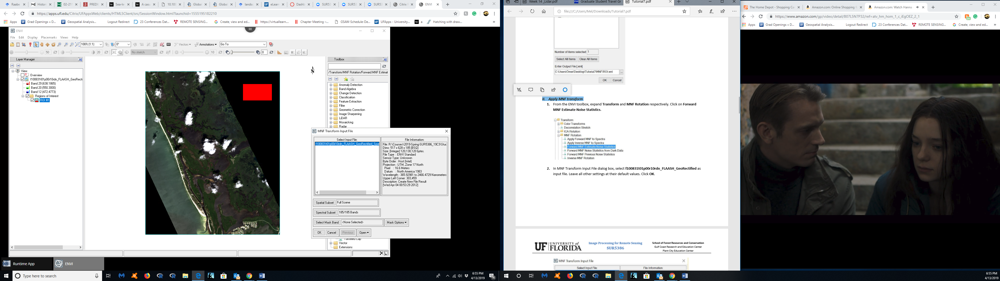 Raabe
Histori
02-211
PREDI
Sea-le
A casu
10.100
Global
Global
landsc
eLearn
Dashb
SUR53
SUR53
SUR53
Citrix
ENVI
https://apps.ufl.edu/Citrix/UFAppsWeb/clients/HTML5Client/src/SessionWindow.html?launchid=1555195182210
Apps Grad Openings » D... Geospatial Analysis... Logout Redirect 23 Conferences Dat... REMOTE SENSING... Create, view and ed... https://virtuallearn... Chapter Meeting –... GSAW-Schedule-De... UFApps - University... a Hatching with draw... »
ENVI
File Edit Display Placemarks Views Help
100% (1:1) 0° Vectors Annotations Go To
50 20 No stretch 10 0
Layer Manager
View
Overview
f100831t01p00r10rdn_FLAASH_GeoRecti
Band 29 (638.1865)
Band 20 (550.3000)
Band 12 (472.4773)
Regions of Interest
ROI #1
N
Toolbox
/Transform/MNF Rotation/Forward MNF Estimat
Anomaly Detection
Band Algebra
Change Detection
Classification
Feature Extraction
Filter
Geometric Correction
Image Sharpening
LiDAR
Mosaicking
Radar
Tasseled Cap
Vector
Extensions
MNF Transform Input File
Select Input File:
f100831t01p00r10rdn_FLAASH_GeoRectified_Spa
File Information:
File: R:\Courses\2019-Spring-SUR5386_19C3\Stuc
Dims: 517 x 628 x 185 [BSQ]
Size: [Integer] 120,130,120 bytes.
File Type : ENVI Standard
Sensor Type: Unknown
Byte Order : Host (Intel)
Projection : UTM, Zone 17 North
Pixel : 16.6 Meters
Datum : North America 1983
Wavelength : 365.92981 to 2466.4729 Nanometers
Upper Left Corner: 303,459
Description: Create New File Result
[Wed Apr 04 00:53:29 2012]
Spatial Subset Full Scene
Spectral Subset 185/185 Bands
Select Mask Band <None Selected> Mask Options
OK Cancel Previous Open
Runtime App
ENVI
Type here to search
6:55 PM
4/13/2019
16
Week 14 _Lidar.pdf
Graduate Student Travel Gr
Tutorial7.pdf
file:///C:/Users/Mel/Downloads/Tutorial7.pdf
Number of items selected: 1
Select All Items Clear All Items
Enter Output File [.xml]
C:\Users\Omer\Desktop\Tutorial7\MNF\ROI.xml
OK Cancel
II. Apply MNF transform
1. From the ENVI toolbox, expand Transform and MNF Rotation respectively. Click on Forward
MNF Estimate Noise Statistics.
Transform
Color Transforms
Decorrelation Stretch
ICA Rotation
MNF Rotation
Apply Forward MNF to Spectra
Apply Inverse MNF to Spectra
Forward MNF Estimate Noise Statistics
Forward MNF Noise Statistics from Dark Data
Forward MNF Previous Noise Statistics
Inverse MNF Rotation
2. In MNF Transform Input File dialog box, select f100831t01p00r10rdn_FLAASH_GeoRectified as
input file. Leave all other settings at their default values. Click OK.
UF UNIVERSITY of FLORIDA
Image Processing for Remote Sensing
SUR5386
School of Forest Resources and Conservation
Gulf Coast Research and Education Center
Plant City Education Center
MNF Transform Input File
Select Input File: File Information:
The Home Depot - Shopping Ca
Amazon.com: Online Shopping f
Amazon.com: Watch Hanna
https://www.amazon.com/gp/video/detail/B07L5N7P32/ref=atv_hm_hom_1_c_iEgOEZ_2_1
24
Apps Grad Openings » D... Geospatial Analysis... Logout Redirect 23 Conferences Dat... REMOTE SENSING... Create, view and ed... »
6:55 PM
4/13/2019